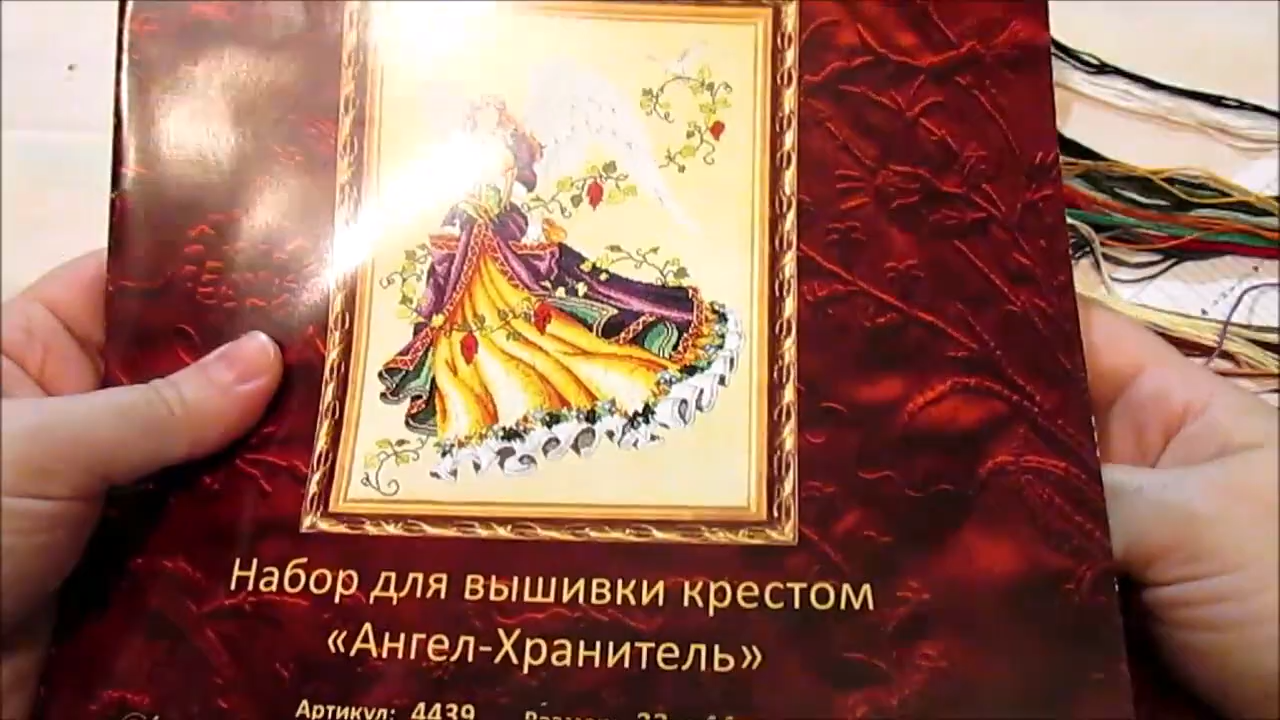 Набор для вышивки крестом
«Ангел-Хранитель»
Артикул: 4439